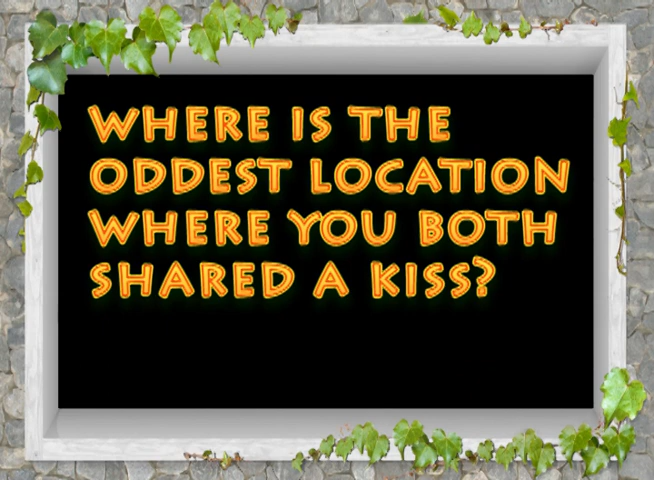 WHERE IS THE
ODDEST LOCATION
WHERE YOU BOTH
SHARED A KISS?